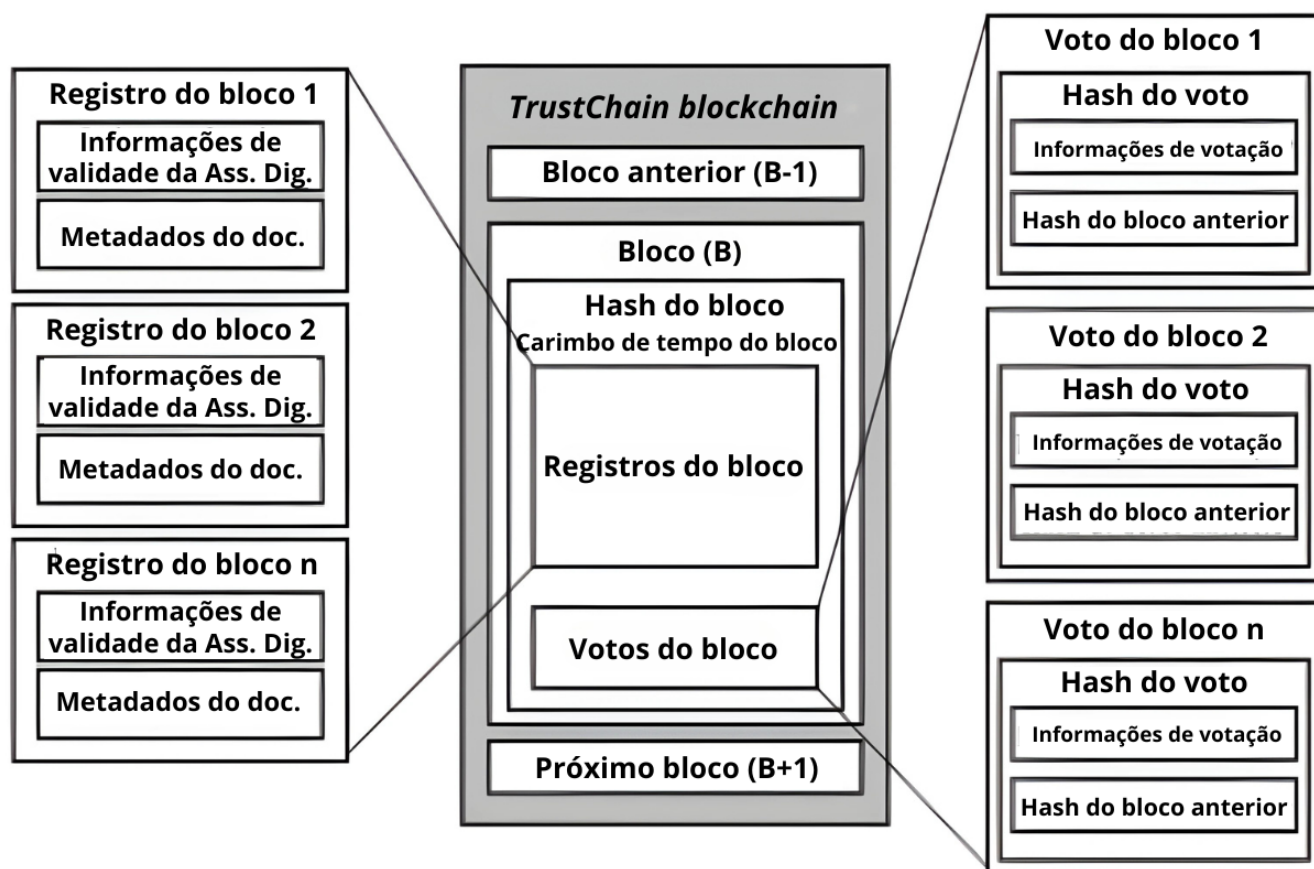 Registro do bloco 1
Informações de
validade da Ass. Dig.
Metadados do doc.
Registro do bloco 2
Informações de
validade da Ass. Dig.
Metadados do doc.
Registro do bloco n
Informações de
validade da Ass. Dig.
Metadados do doc.
TrustChain blockchain
Bloco anterior (B-1)
Bloco (B)
Hash do bloco
Carimbo de tempo do bloco
Registros do bloco
Votos do bloco
Próximo bloco (B+1)
Voto do bloco 1
Hash do voto
Informações de votação
Hash do bloco anterior
Voto do bloco 2
Hash do voto
Informações de votação
Hash do bloco anterior
Voto do bloco n
Hash do voto
Informações de votação
Hash do bloco anterior